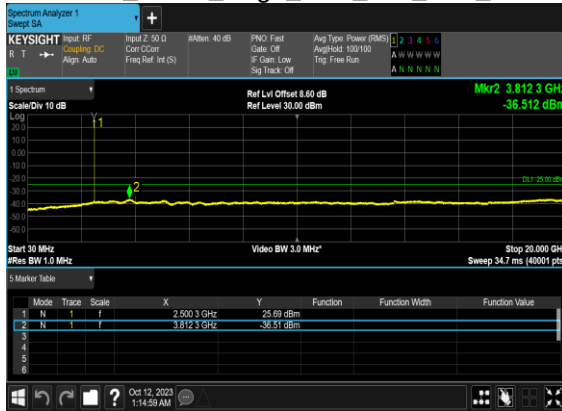 Spectrum Analyzer 1
Swept SA
+
KEYSIGHT Input: RF Input Z: 50 Ω #Atten: 40 dB PNO: Fast Avg Type: Power (RMS) 1 2 3 4 5 6
R T Coupling: DC Corr CCorr Gate: Off Avg|Hold: 100/100 A W W W W W
Align: Auto Freq Ref: Int (S) IF Gain: Low Trig: Free Run
LXI Sig Track: Off A N N N N N
1 Spectrum Ref Lvl Offset 8.60 dB Mkr2 3.812 3 GHz
Scale/Div 10 dB Ref Level 30.00 dBm -36.512 dBm
Log
1
20.0
10.0
0.00
-10.0
-20.0
DL1 -25.00 dBm
2
-30.0
-40.0
-50.0
-60.0
Start 30 MHz Video BW 3.0 MHz* Stop 20.000 GH
#Res BW 1.0 MHz Sweep 34.7 ms (40001 pts
5 Marker Table
Mode Trace Scale X Y Function Function Width Function Value
1 N 1 f 2.500 3 GHz 25.69 dBm
2 N 1 f 3.812 3 GHz -36.51 dBm
3
4
5
6
? Oct 12, 2023
1:14:59 AM